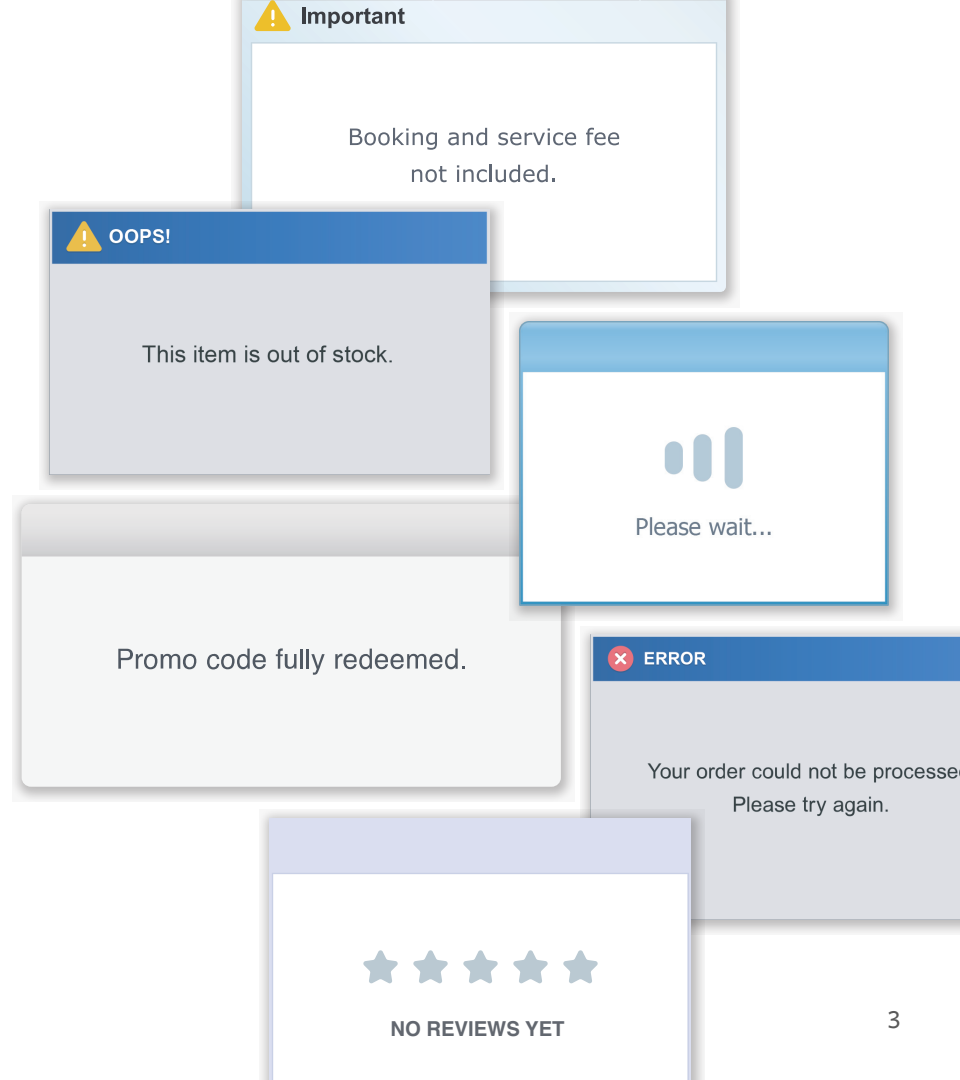 Important
Booking and service fee
not included.
OOPS!
This item is out of stock.
Please wait...
Promo code fully redeemed.
ERROR
Your order could not be processed
Please try again.
NO REVIEWS YET
3